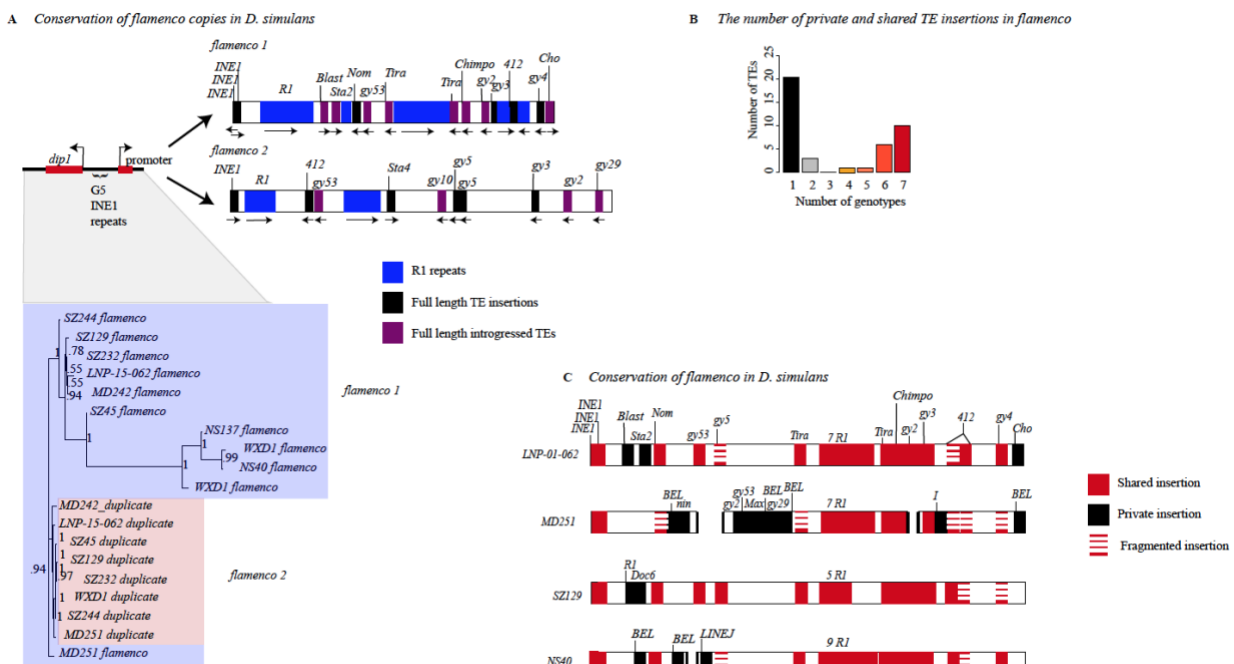 A Conservation of flamenco copies in D. simulans
flamenco 1
INE1
INE1
INE1
R1
Blast
Sta2
Nom
gy53
Tira
Tira
Chimpo
gy2
gy3
412
gy4
Cho
dip1
promoter
G5
INE1
repeats
flamenco 2
INE1
R1
412
gy53
Sta4
gy10
gy5
gy5
gy3
gy2
gy29
R1 repeats
Full length TE insertions
Full length introgressed TEs
SZ244 flamenco
SZ129 flamenco
SZ232 flamenco
LNP-15-062 flamenco
MD242 flamenco
SZ45 flamenco
NS137 flamenco
WXD1 flamenco
NS40 flamenco
WXD1 flamenco
1
.78
.55
.55
.94
1
1
.99
1
flamenco 1
MD242_duplicate
LNP-15-062 duplicate
SZ45 duplicate
SZ129 duplicate
SZ232 duplicate
WXD1 duplicate
SZ244 duplicate
MD251 duplicate
MD251 flamenco
1
1
1
.97
1
.94
flamenco 2
B The number of private and shared TE insertions in flamenco
Number of TEs
25
20
15
10
5
0
1 2 3 4 5 6 7
Number of genotypes
C Conservation of flamenco in D. simulans
LNP-01-062
INE1
INE1
INE1
Blast
Sta2
Nom
gy53
gy5
Tira
7 R1
Tira
Chimpo
gy2
gy3
412
gy4
Cho
MD251
BEL
nin
gy2
gy53
Max
BEL
gy29
BEL
7 R1
I
BEL
SZ129
R1
Doc6
5 R1
NS40
BEL
BEL
LINEJ
9 R1
Shared insertion
Private insertion
Fragmented insertion